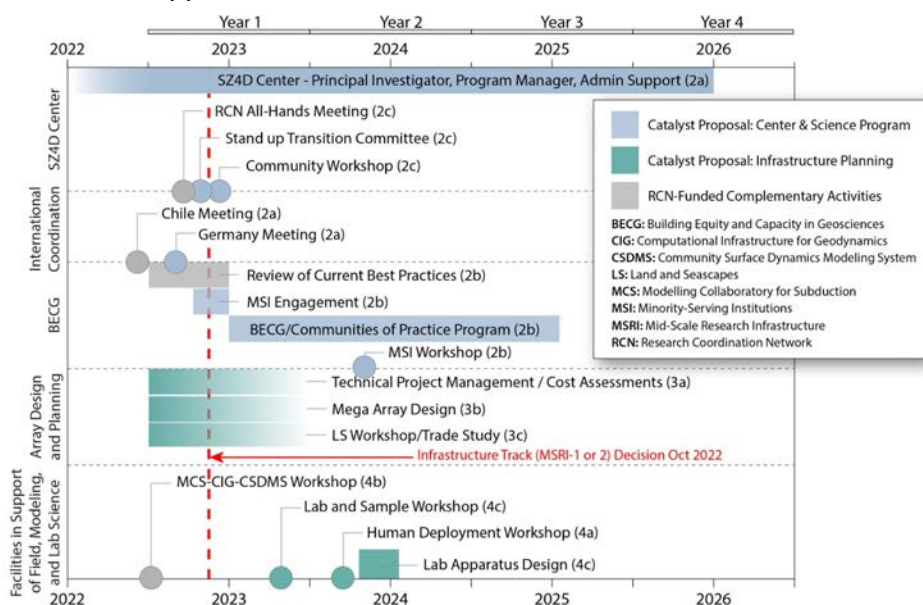 Year 1 Year 2 Year 3 Year 4
2022 2023 2024 2025 2026
SZ4D Center
SZ4D Center - Principal Investigator, Program Manager, Admin Support (2a)
RCN All-Hands Meeting (2c)
Stand up Transition Committee (2c)
Community Workshop (2c)
International
Coordination
Chile Meeting (2a)
Germany Meeting (2a)
BECG
Review of Current Best Practices (2b)
MSI Engagement (2b)
BECG/Communities of Practice Program (2b)
MSI Workshop (2b)
Array Design
and Planning
Technical Project Management / Cost Assessments (3a)
Mega Array Design (3b)
LS Workshop/Trade Study (3c)
Infrastructure Track (MSRI-1 or 2) Decision Oct 2022
Facilities in Support
of Field, Modeling,
and Lab Science
MCS-CIG-CSDMS Workshop (4b)
Lab and Sample Workshop (4c)
Human Deployment Workshop (4a)
Lab Apparatus Design (4c)
2022 2023 2024 2025 2026
Catalyst Proposal: Center & Science Program
Catalyst Proposal: Infrastructure Planning
RCN-Funded Complementary Activities
BECG: Building Equity and Capacity in Geosciences
CIG: Computational Infrastructure for Geodynamics
CSDMS: Community Surface Dynamics Modeling System
LS: Land and Seascapes
MCS: Modelling Collaboratory for Subduction
MSI: Minority-Serving Institutions
MSRI: Mid-Scale Research Infrastructure
RCN: Research Coordination Network